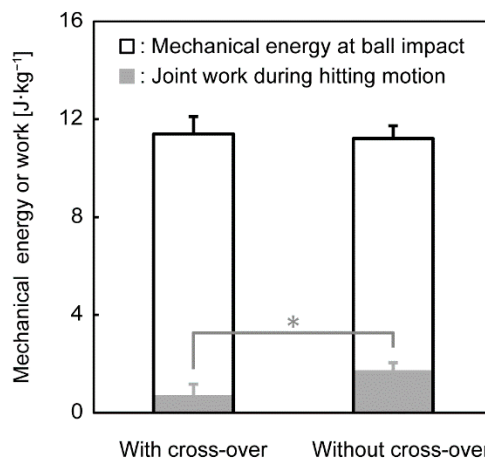 Mechanical energy or work [J·kg⁻¹]
16
12
8
4
0
: Mechanical energy at ball impact
: Joint work during hitting motion
*
With cross-over
Without cross-over